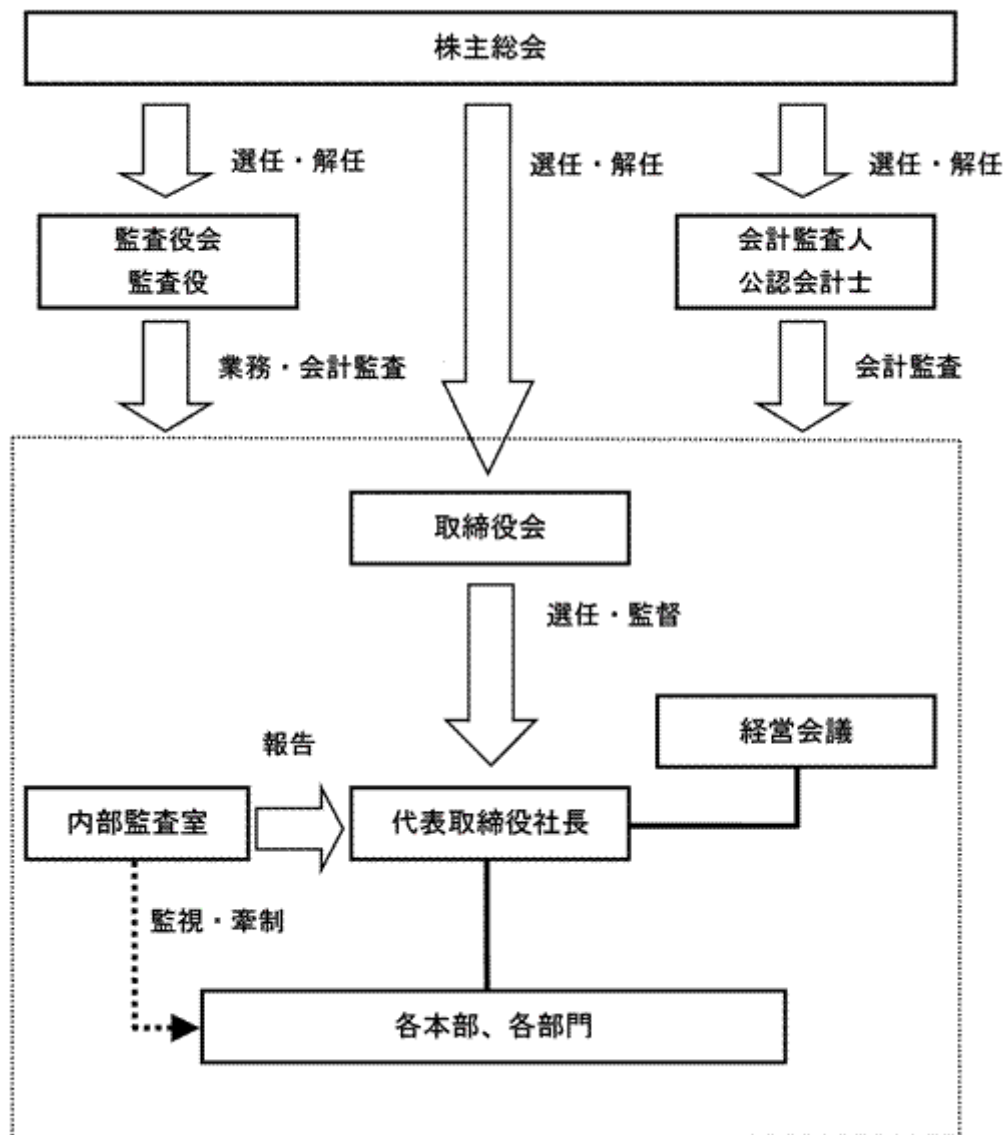 株主総会
選任・解任
選任・解任
選任・解任
監査役会
監査役
会計監査人
公認会計士
業務・会計監査
会計監査
取締役会
選任・監督
経営会議
報告
内部監査室
代表取締役社長
監視・牽制
各本部、各部門